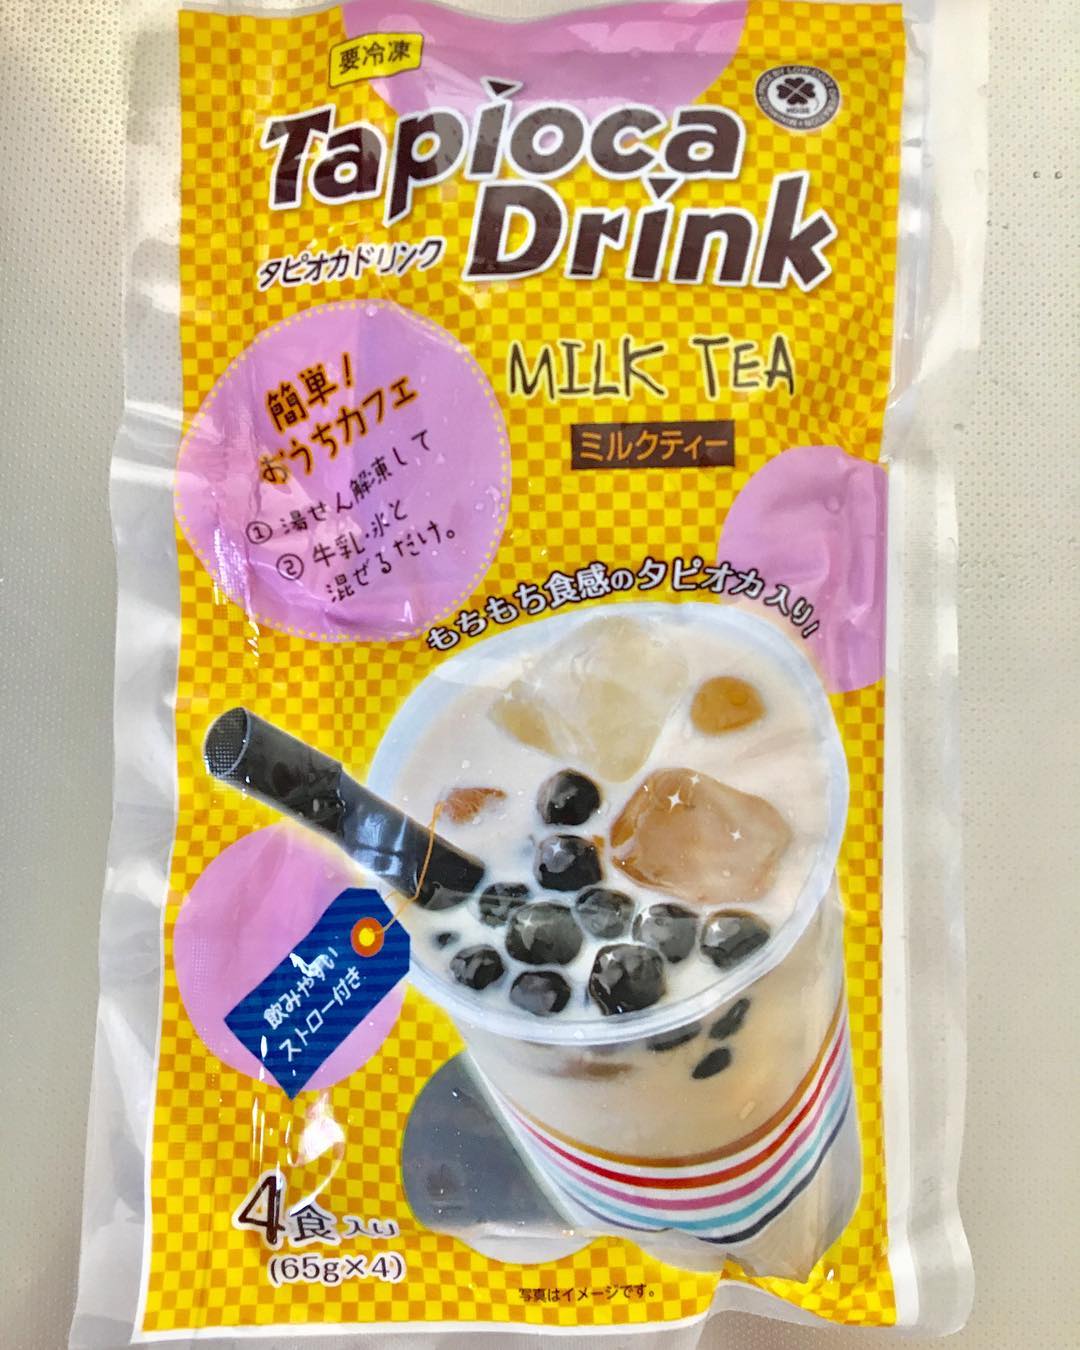 要冷凍
Tapioca
Drink
タピオカドリンク
MILK TEA
ミルクティー
簡単!
おうちカフェ
① 湯せん解凍して
② 牛乳・氷と
混ぜるだけ。
もちもち食感のタピオカ入り!
飲みやすい
ストロー付き
4食入り
(65g×4)
写真はイメージです。